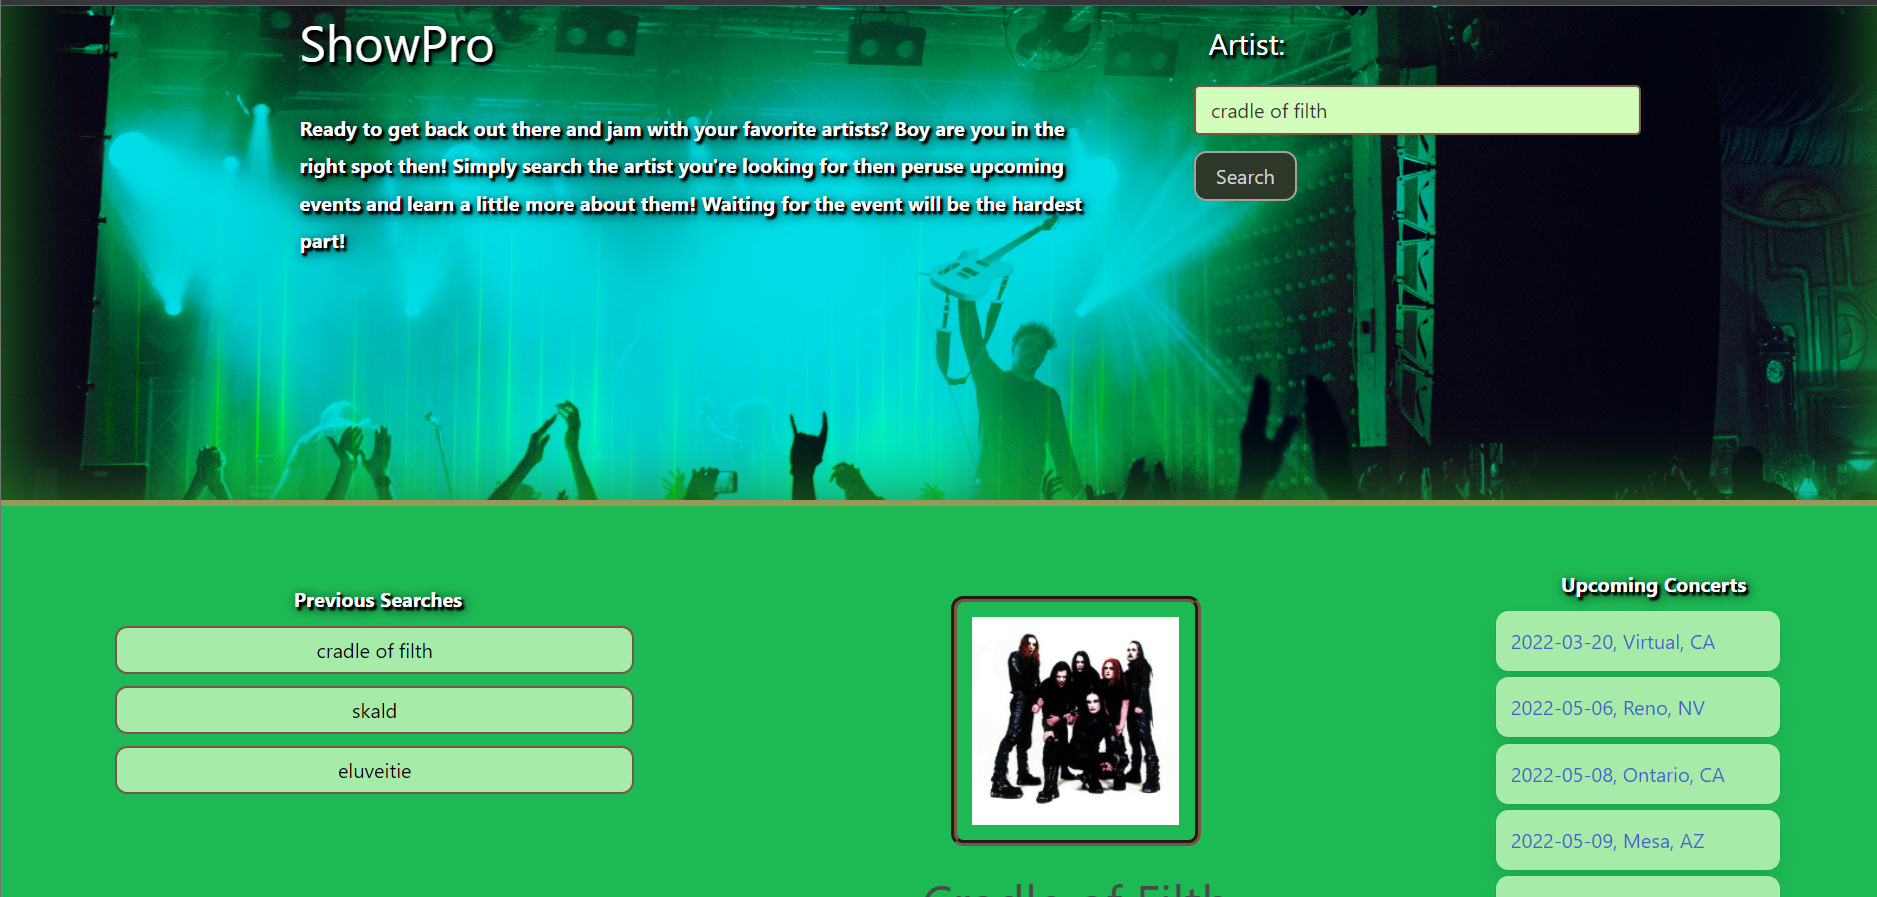 ShowPro
Ready to get back out there and jam with your favorite artists? Boy are you in the
right spot then! Simply search the artist you're looking for then peruse upcoming
events and learn a little more about them! Waiting for the event will be the hardest
part!
Artist:
cradle of filth
Search
Previous Searches
cradle of filth
skald
eluveitie
Cradle of Filth
Upcoming Concerts
2022-03-20, Virtual, CA
2022-05-06, Reno, NV
2022-05-08, Ontario, CA
2022-05-09, Mesa, AZ